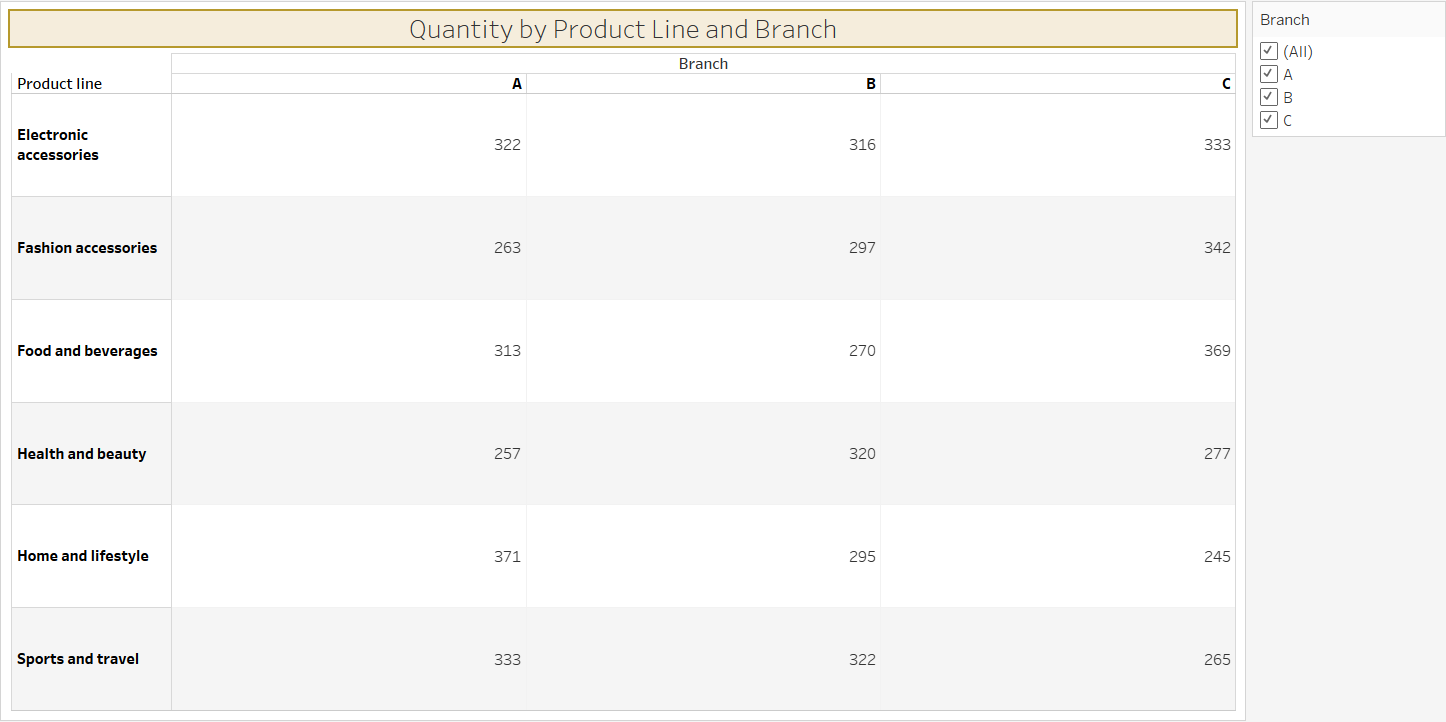 Quantity by Product Line and Branch
Branch
Product line A B C
Electronic
accessories 322 316 333
Fashion accessories 263 297 342
Food and beverages 313 270 369
Health and beauty 257 320 277
Home and lifestyle 371 295 245
Sports and travel 333 322 265
Branch
(All)
A
B
C